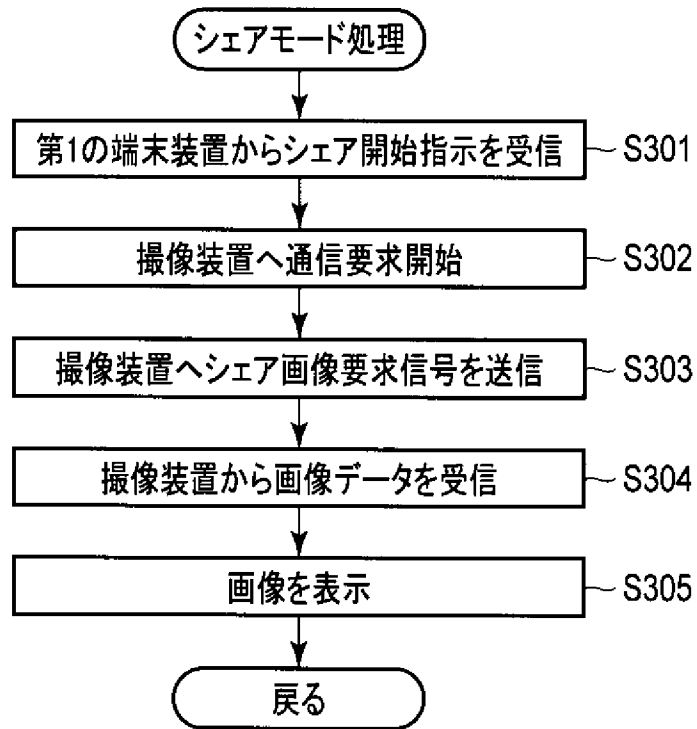 シェアモード処理
第1の端末装置からシェア開始指示を受信 S301
撮像装置へ通信要求開始 S302
撮像装置へシェア画像要求信号を送信 S303
撮像装置から画像データを受信 S304
画像を表示 S305
戻る